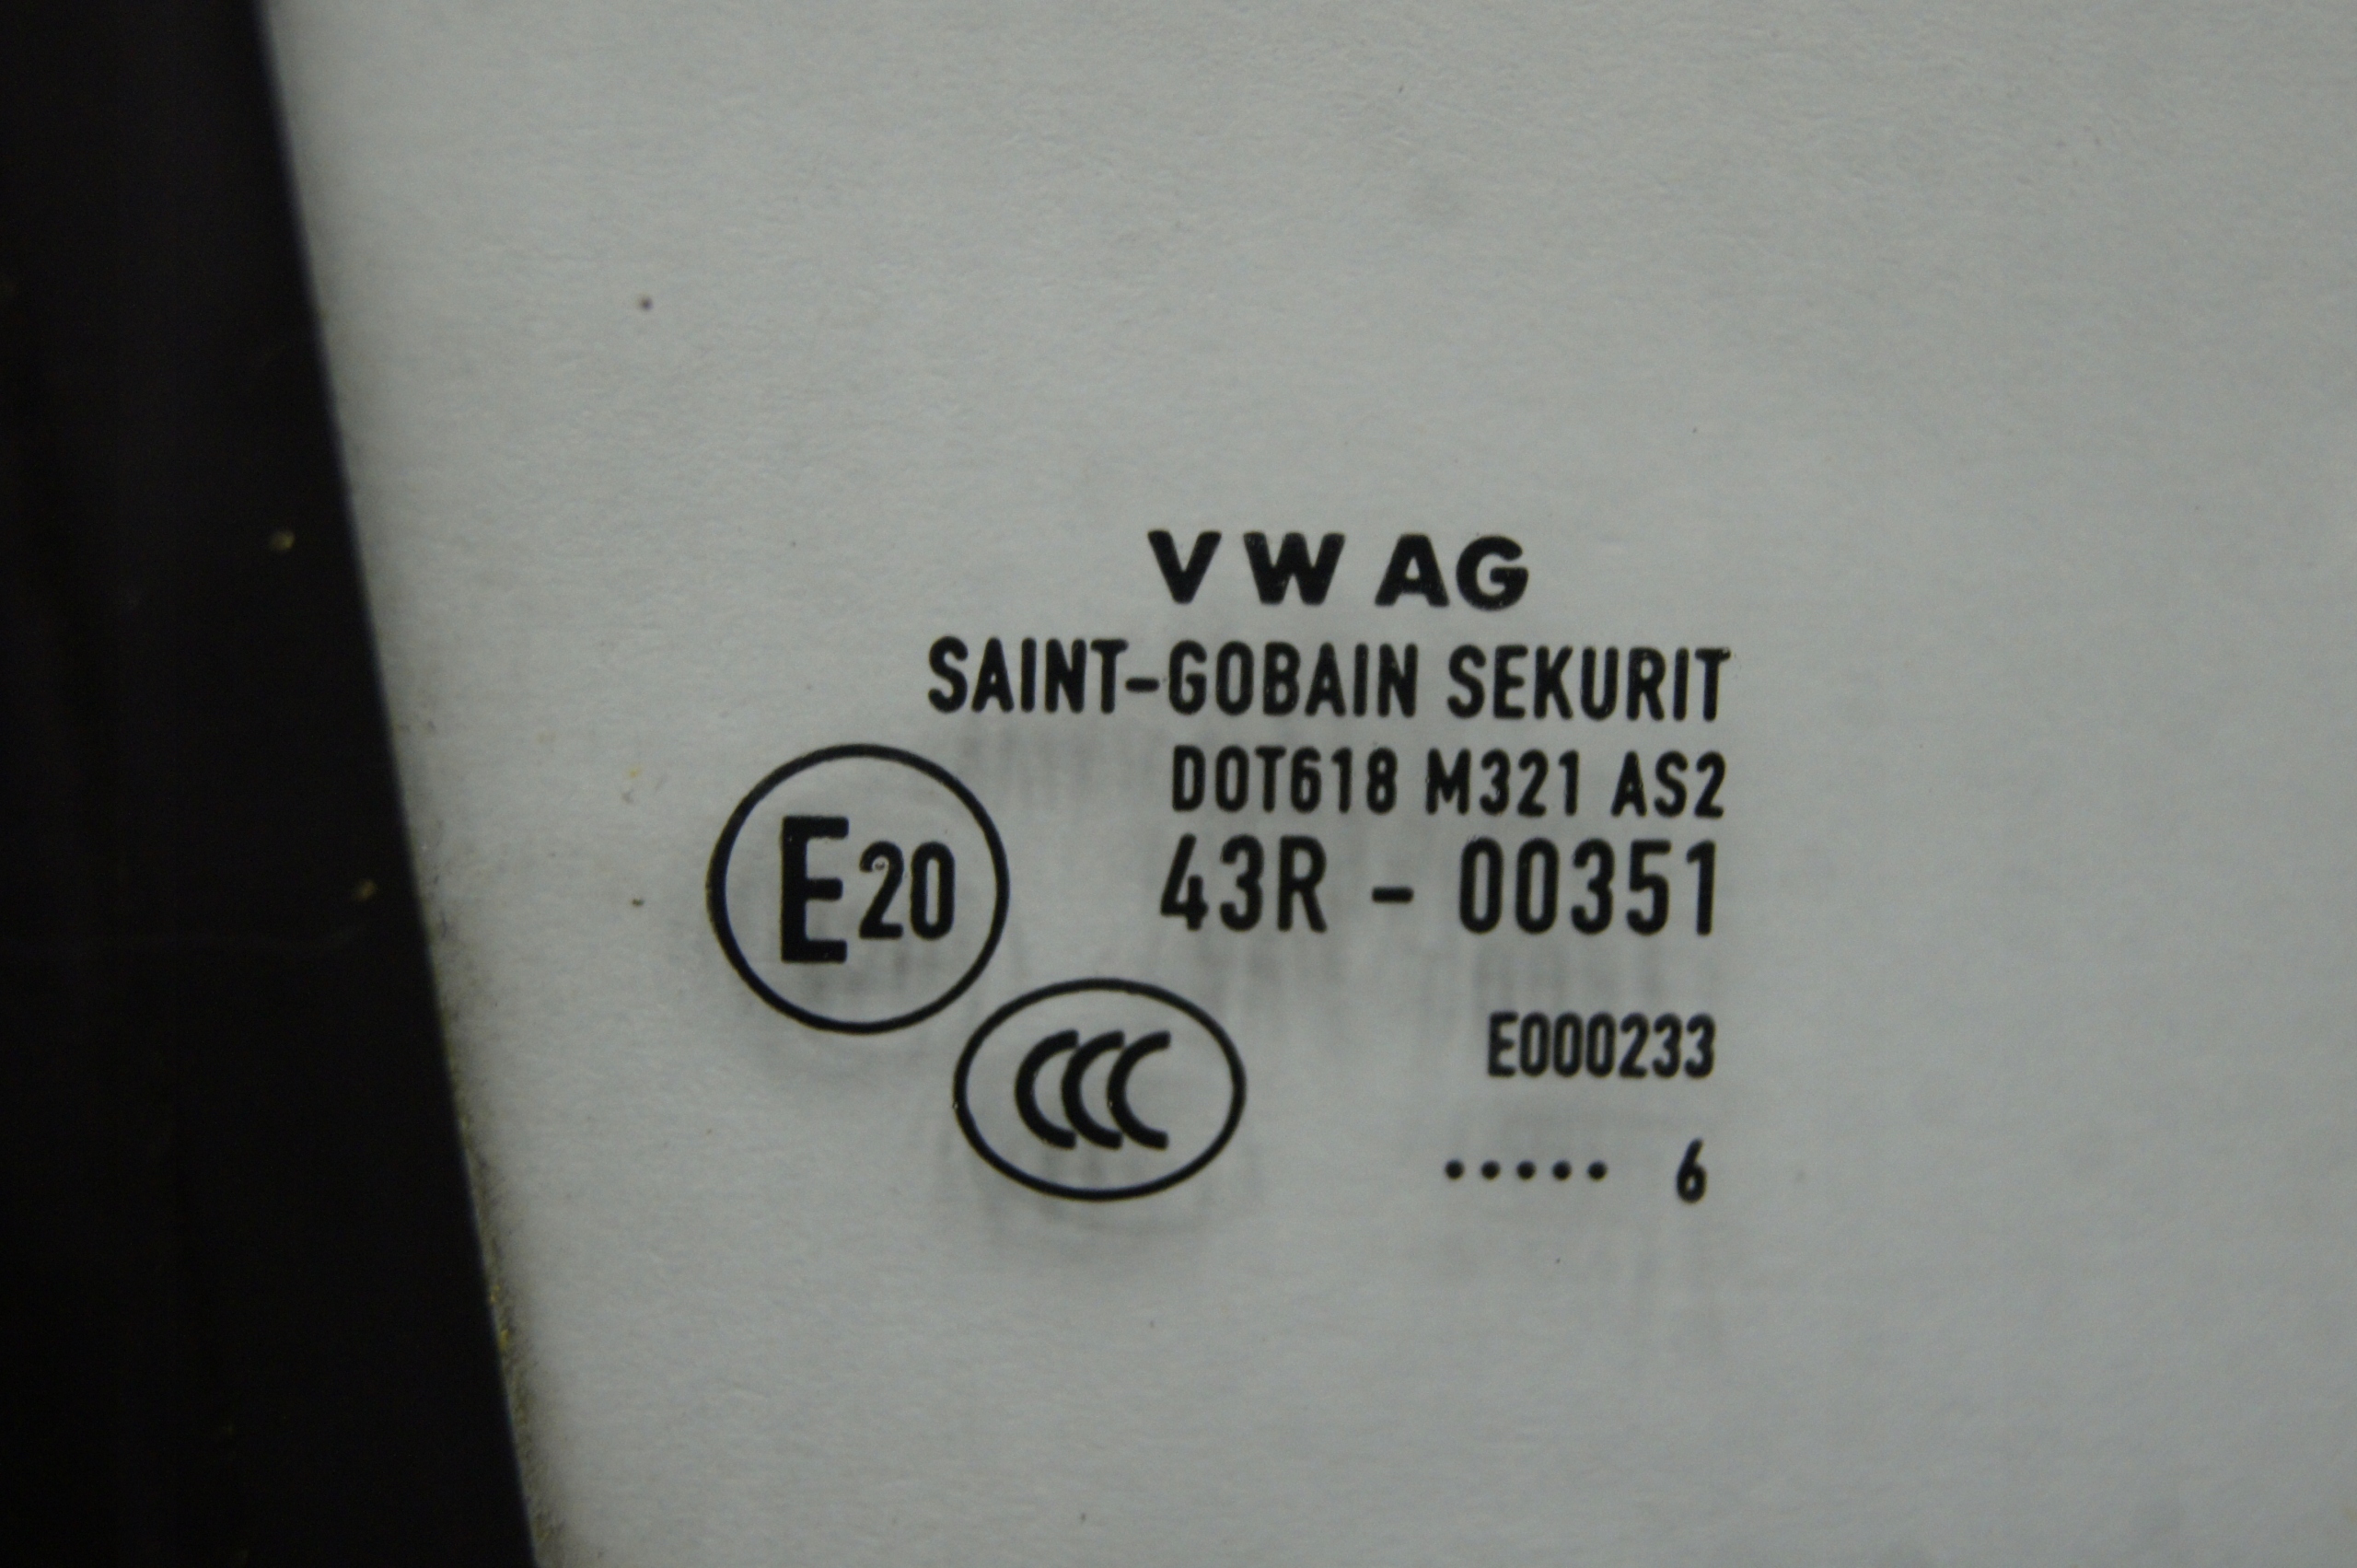 VW AG
SAINT-GOBAIN SEKURIT
DOT618 M321 AS2
E20
43R - 00351
CCC
E000233
..... 6